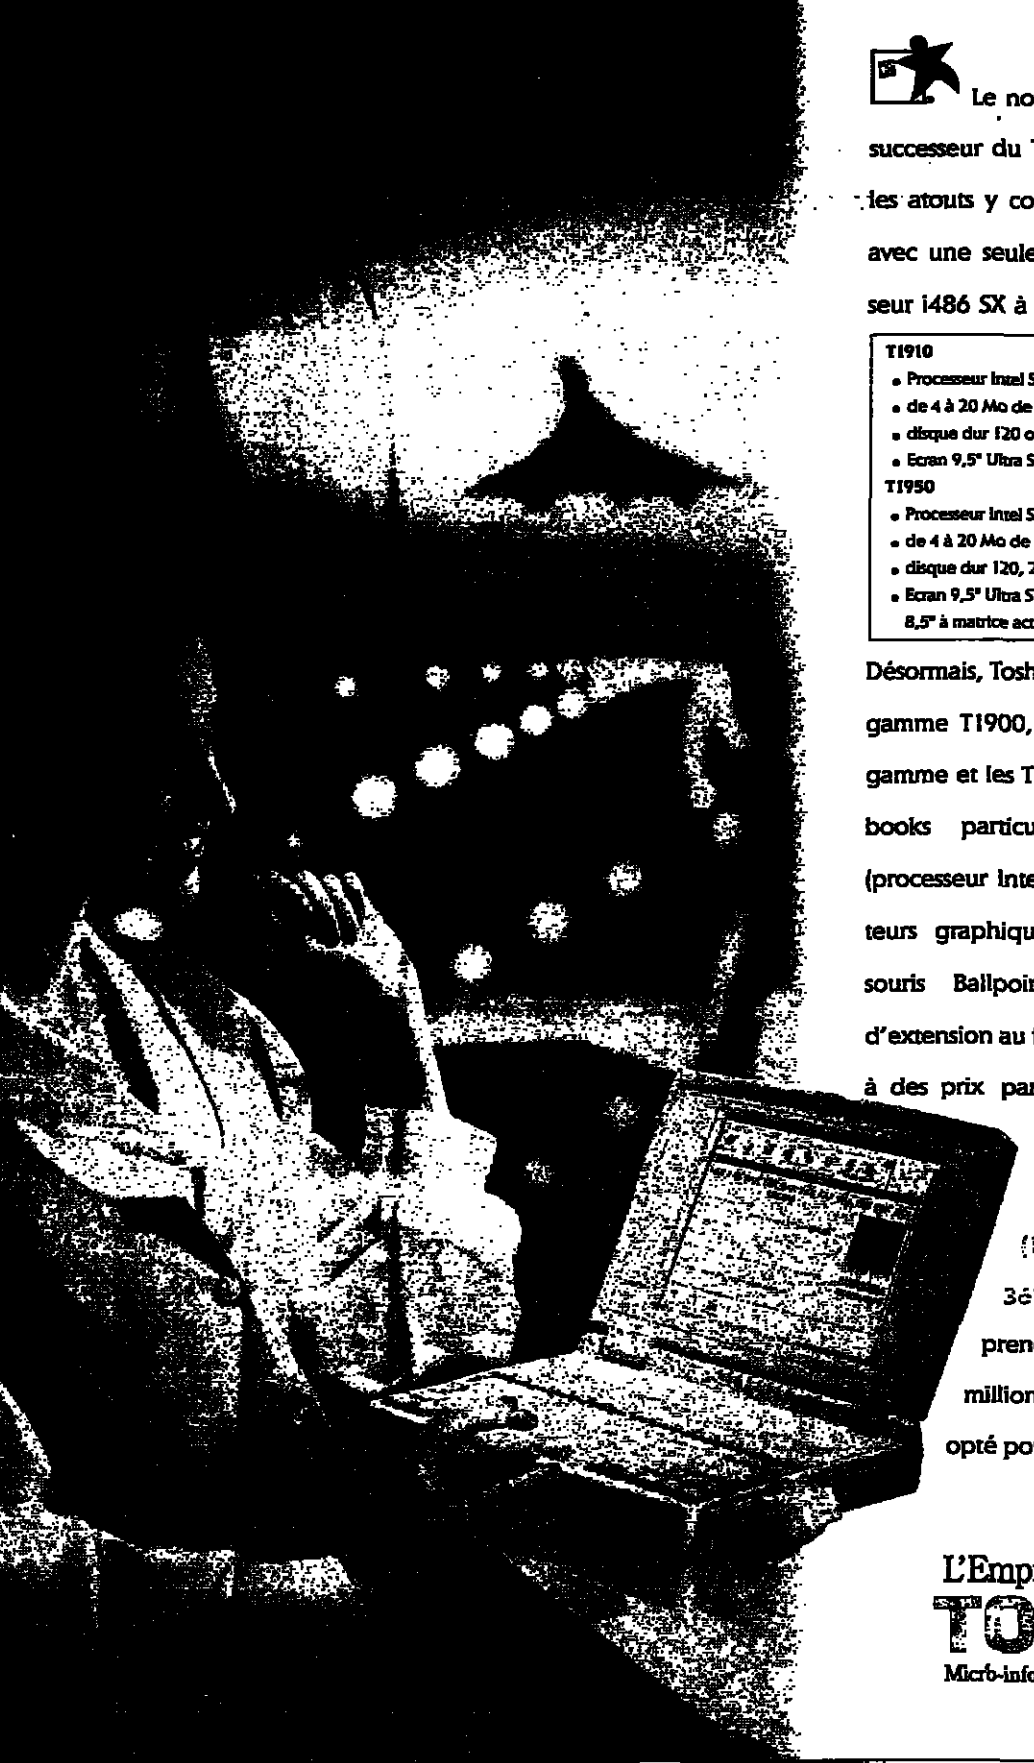 Le no
successeur du T
les atouts y co
avec une seule
seur i486 SX à
T1910
• Processeur Intel S
• de 4 à 20 Mo de
• disque dur 120 o
• Ecran 9,5" Ultra S
T1950
• Processeur Intel S
• de 4 à 20 Mo de
• disque dur 120, 2
• Ecran 9,5" Ultra S
8,5" à matrice act
Désormais, Tosh
gamme T1900,
gamme et les T
books particu
(processeur Inte
teurs graphiqu
souris Ballpoin
d'extension au f
à des prix par
3é
pren
million
opté po
L'Emp
TO
Micro-info